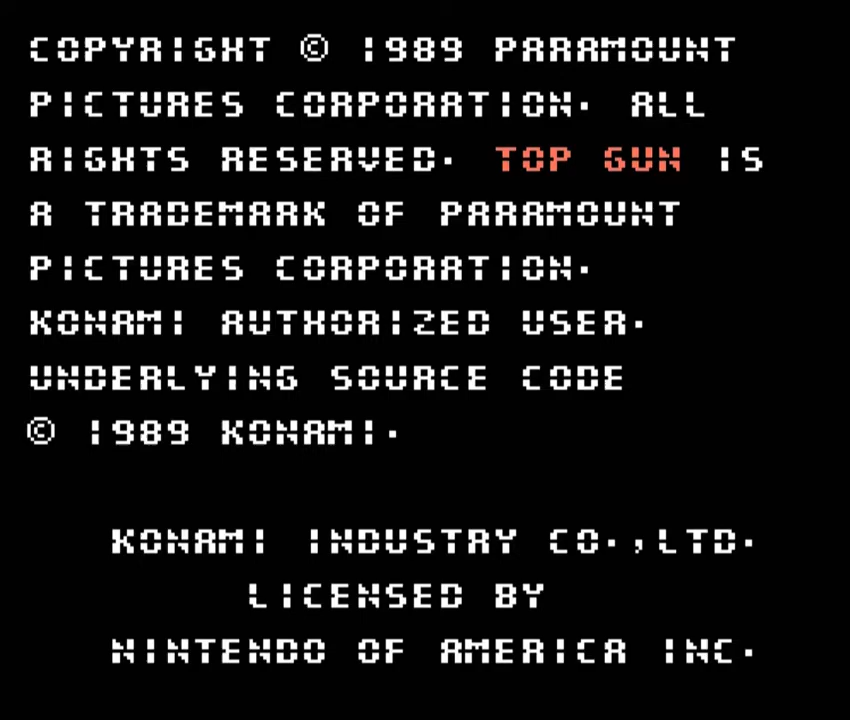 COPYRIGHT © 1989 PARAMOUNT
PICTURES CORPORATION. ALL
RIGHTS RESERVED. TOP GUN IS
A TRADEMARK OF PARAMOUNT
PICTURES CORPORATION.
KONAMI AUTHORIZED USER.
UNDERLYING SOURCE CODE
© 1989 KONAMI.
KONAMI INDUSTRY CO.,LTD.
LICENSED BY
NINTENDO OF AMERICA INC.